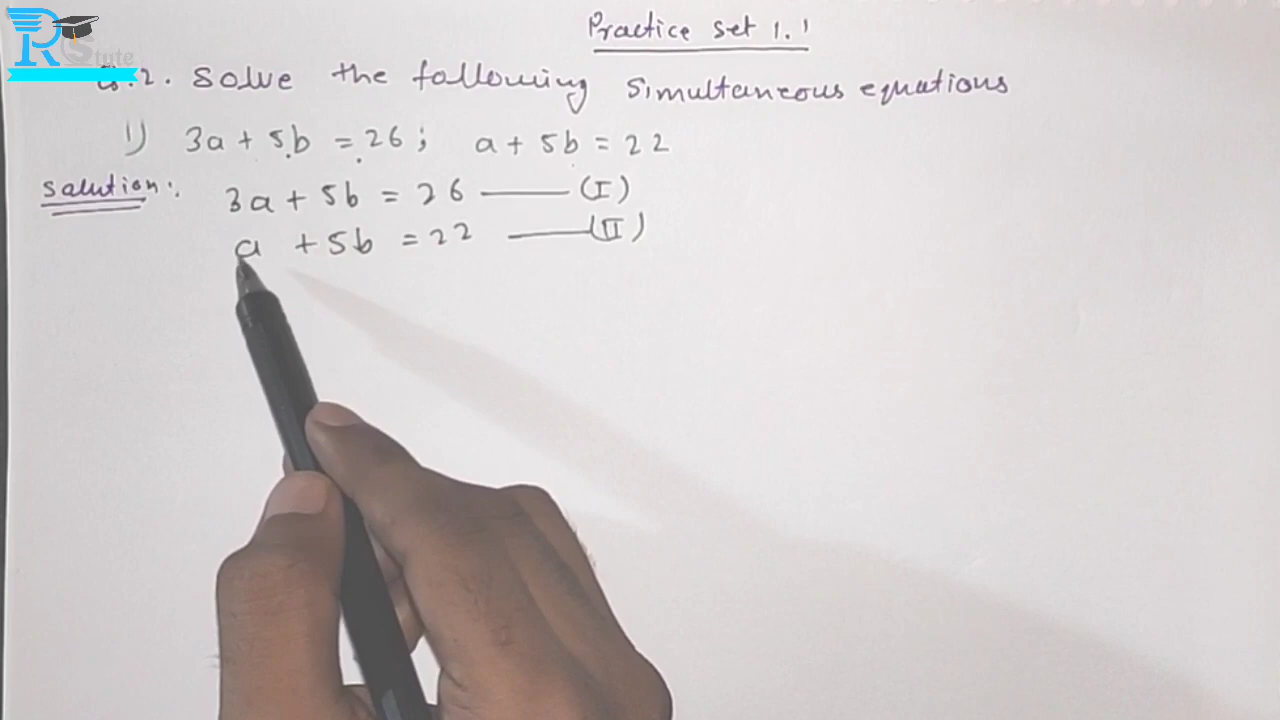 Practice set 1.1
RStute
Q.2. Solve the following simultaneous equations
1) 3a + 5b = 26 ; a + 5b = 22
Solution:
3a + 5b = 26 —— (I)
a + 5b = 22 —— (II)